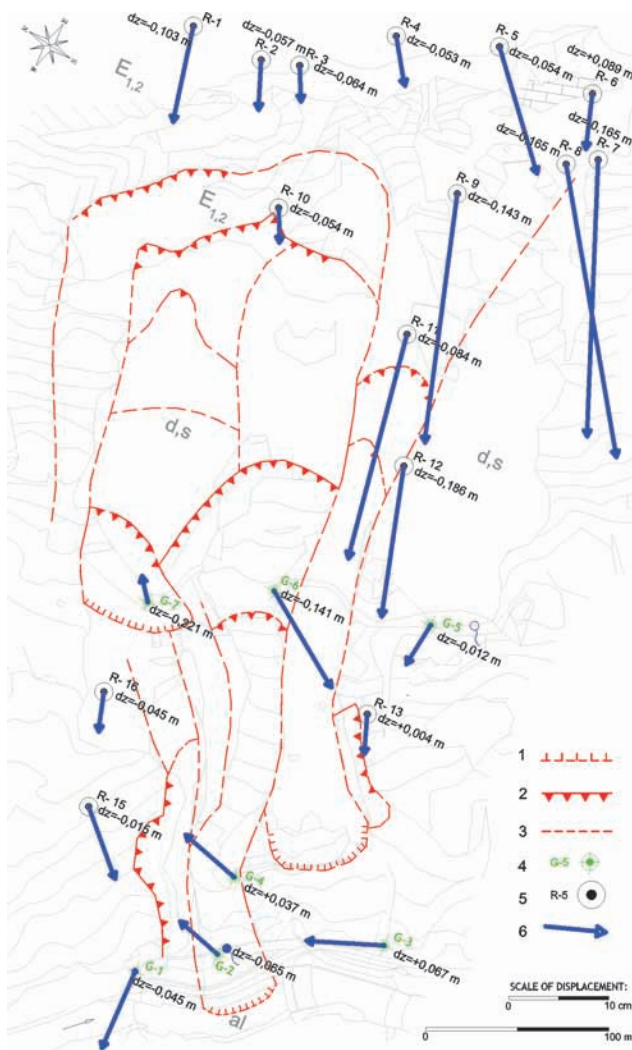 R-1
dz=-0,103 m
dz=-0,057 m
R- 2
R- 3
dz=-0,064 m
R-4
dz=-0,053 m
R- 5
dz=-0,054 m
dz=+0,089 m
R- 6
-0,165 m
R- 7
dz=-0,165 m
R- 8
E1,2
E1,2
R- 10
dz=-0,054 m
R- 9
dz=-0,143 m
R- 11
dz=-0,084 m
d,s
d,s
R- 12
dz=-0,186 m
G-6
dz=-0,141 m
G-7
dz=-0,221 m
G-5
dz=-0,012 m
R- 16
dz=-0,045 m
R- 13
dz=+0,004 m
R- 15
dz=-0,015 m
G-4
dz=+0,037 m
G-3
dz=+0,067 m
G-2
dz=-0,065 m
G-1
dz=-0,045 m
al
1
2
3
4 G-5
5 R-5
6
SCALE OF DISPLACEMENT:
0 10 cm
0 100 m